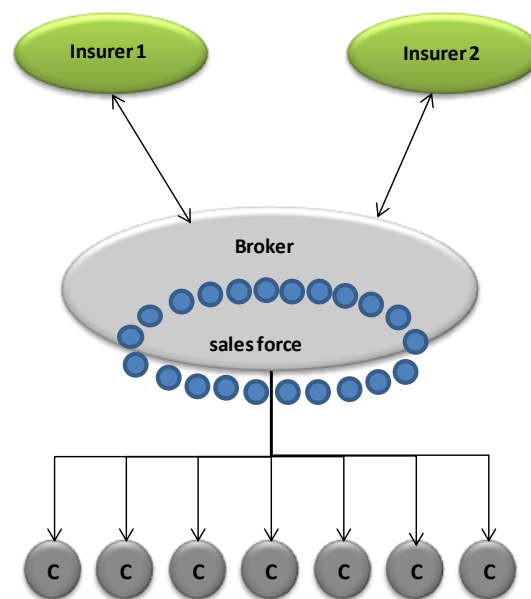 Insurer 1
Insurer 2
Broker
sales force
C C C C C C C